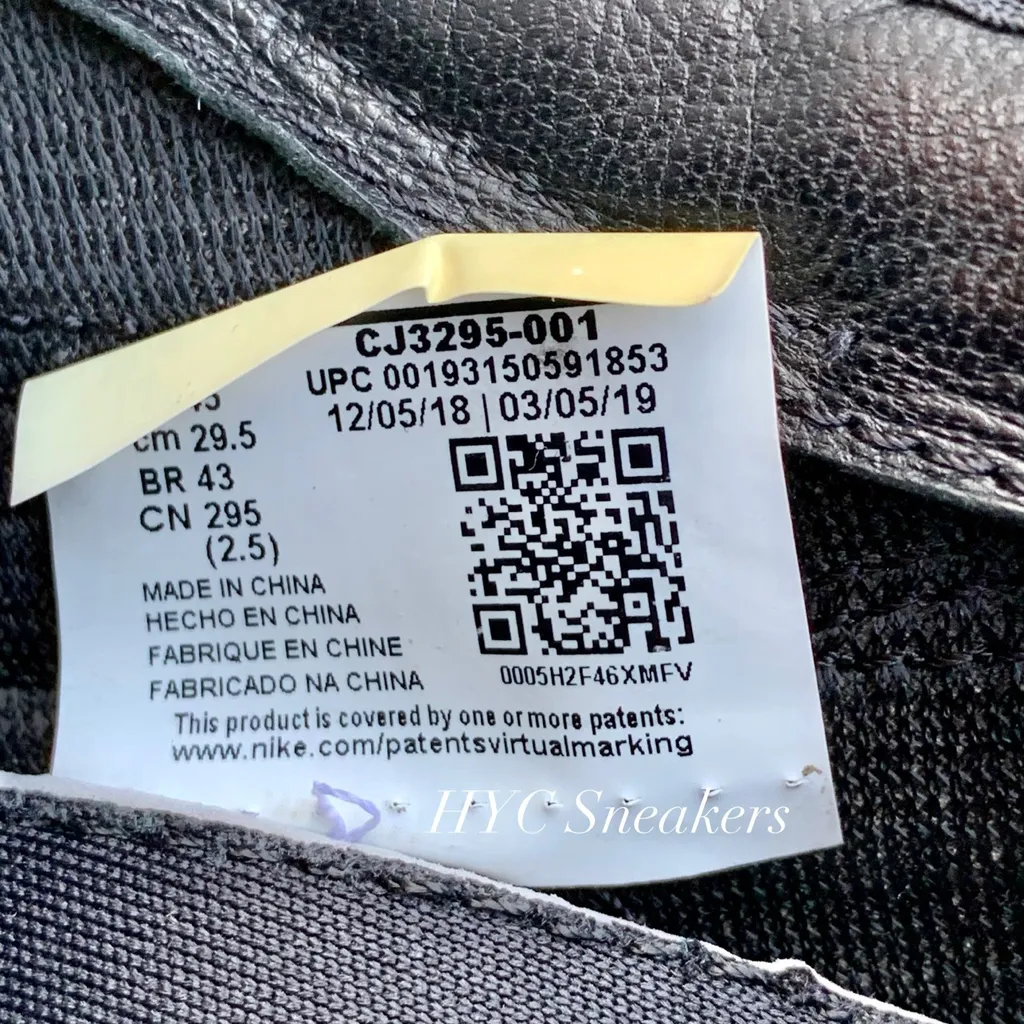 CJ3295-001
UPC 00193150591853
12/05/18 | 03/05/19
cm 29.5
BR 43
CN 295
(2.5)
MADE IN CHINA
HECHO EN CHINA
FABRIQUE EN CHINE
FABRICADO NA CHINA
0005H2F46XMFV
This product is covered by one or more patents:
www.nike.com/patentsvirtualmarking
HYC Sneakers